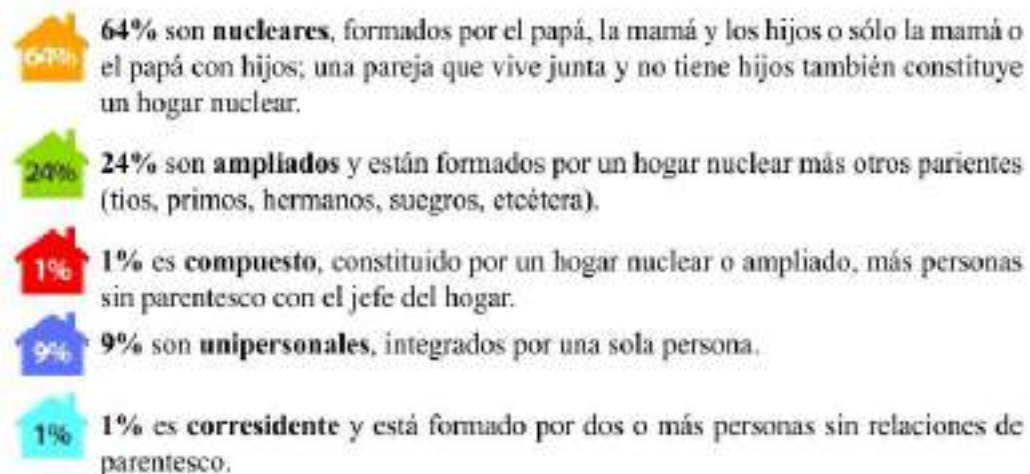 64%
64% son nucleares, formados por el papá, la mamá y los hijos o sólo la mamá o
el papá con hijos; una pareja que vive junta y no tiene hijos también constituye
un hogar nuclear.
24%
24% son ampliados y están formados por un hogar nuclear más otros parientes
(tios, primos, hermanos, suegros, etcétera).
1%
1% es compuesto, constituido por un hogar nuclear o ampliado, más personas
sin parentesco con el jefe del hogar.
9%
9% son unipersonales, integrados por una sola persona.
1%
1% es corresidente y está formado por dos o más personas sin relaciones de
parentesco.